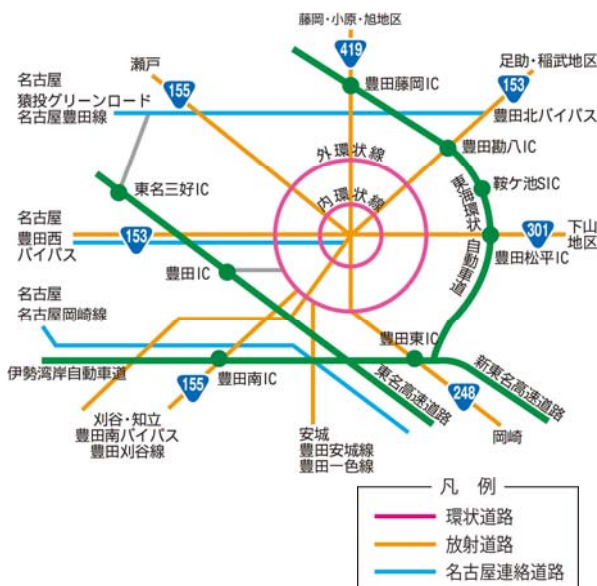 藤岡・小原・旭地区
419
瀬戸
155
足助・稲武地区
153
豊田藤岡IC
名古屋
猿投グリーンロード
名古屋豊田線
豊田北バイパス
外環状線
豊田勘八IC
内環状線
鞍ケ池SIC
東名三好IC
東海環状
自動車道
名古屋
豊田西
バイパス
153
301
下山
地区
豊田松平IC
豊田IC
名古屋
名古屋岡崎線
豊田東IC
伊勢湾岸自動車道
豊田南IC
155
東名高速道路
新東名高速道路
248
刈谷・知立
豊田南バイパス
豊田刈谷線
安城
豊田安城線
豊田一色線
岡崎
凡例
環状道路
放射道路
名古屋連絡道路